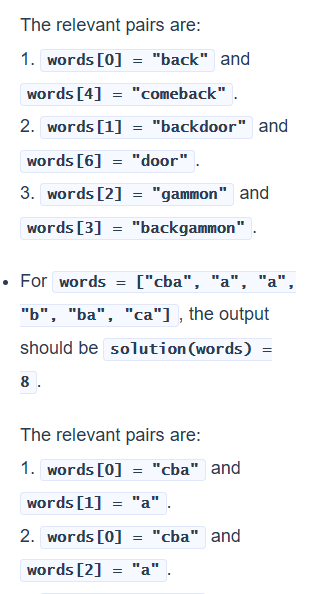 The relevant pairs are:
1. words[0] = "back" and
words[4] = "comeback".
2. words[1] = "backdoor" and
words[6] = "door".
3. words[2] = "gammon" and
words[3] = "backgammon".
• For words = ["cba", "a", "a",
"b", "ba", "ca"], the output
should be solution(words) =
8.
The relevant pairs are:
1. words[0] = "cba" and
words[1] = "a".
2. words[0] = "cba" and
words[2] = "a".